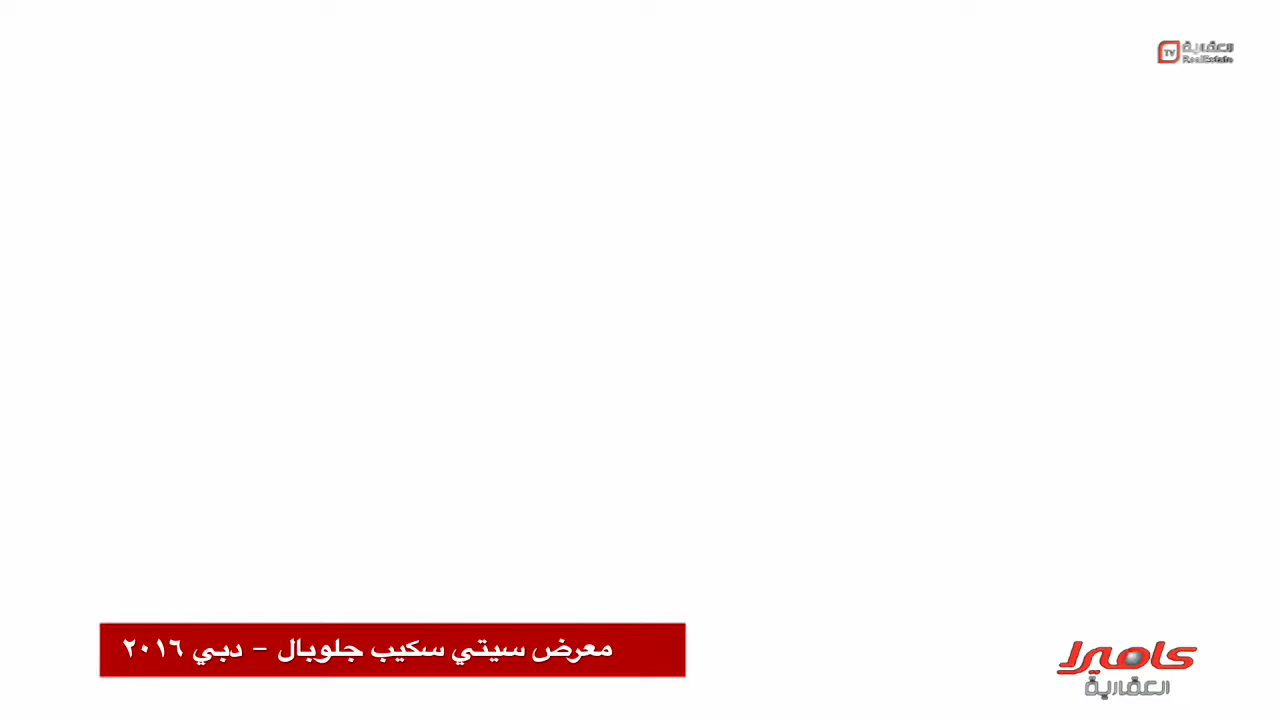 العقارية
TV
RealEstate
معرض سيتي سكيب جلوبال - دبي ٢٠١٦
كاميرا
العقارية